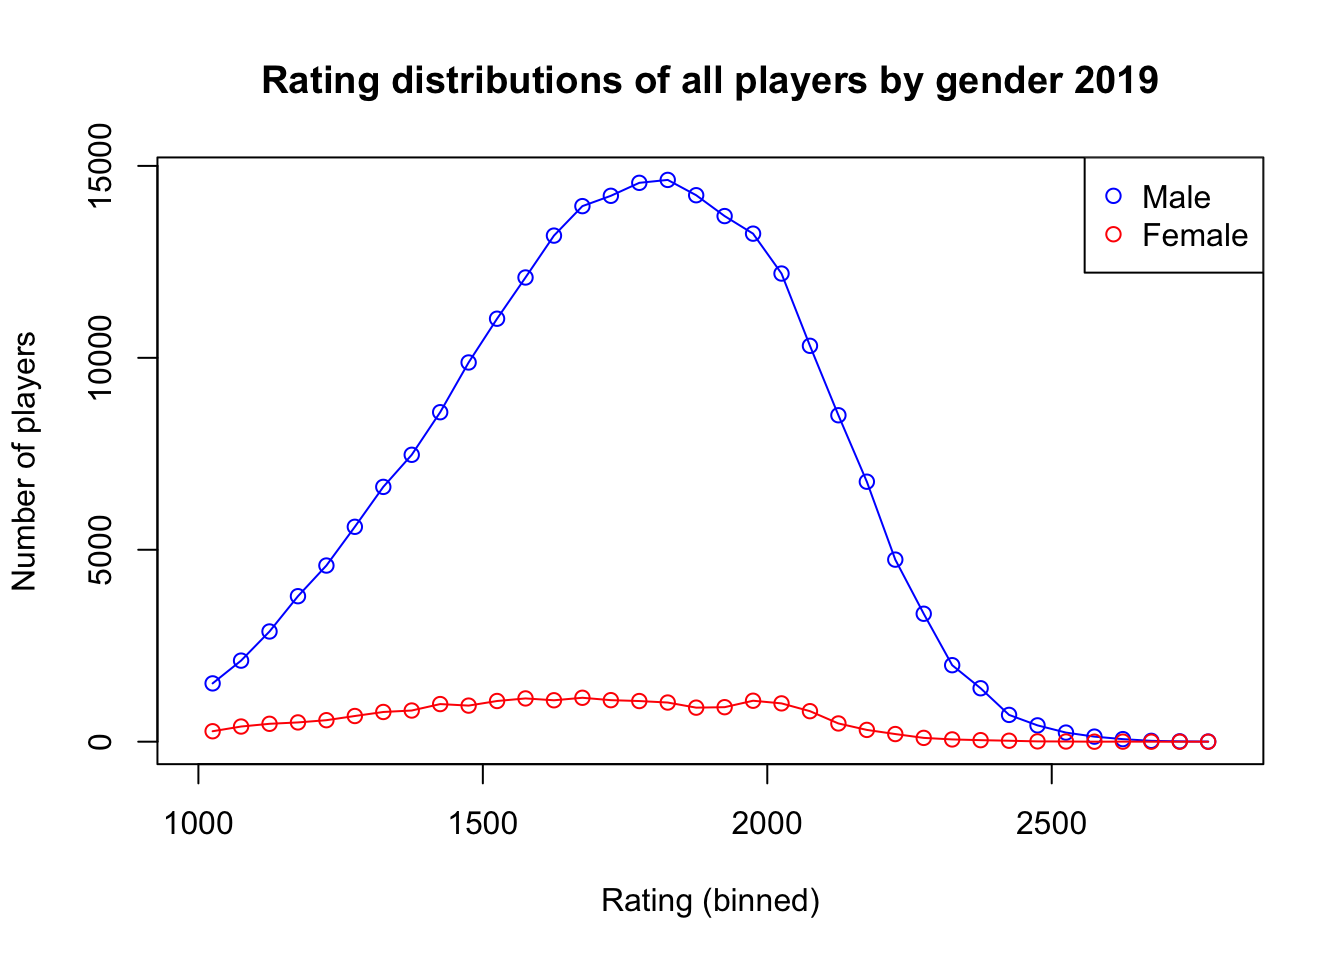 Rating distributions of all players by gender 2019
Male
Female
Number of players
15000
10000
5000
0
1000 1500 2000 2500
Rating (binned)